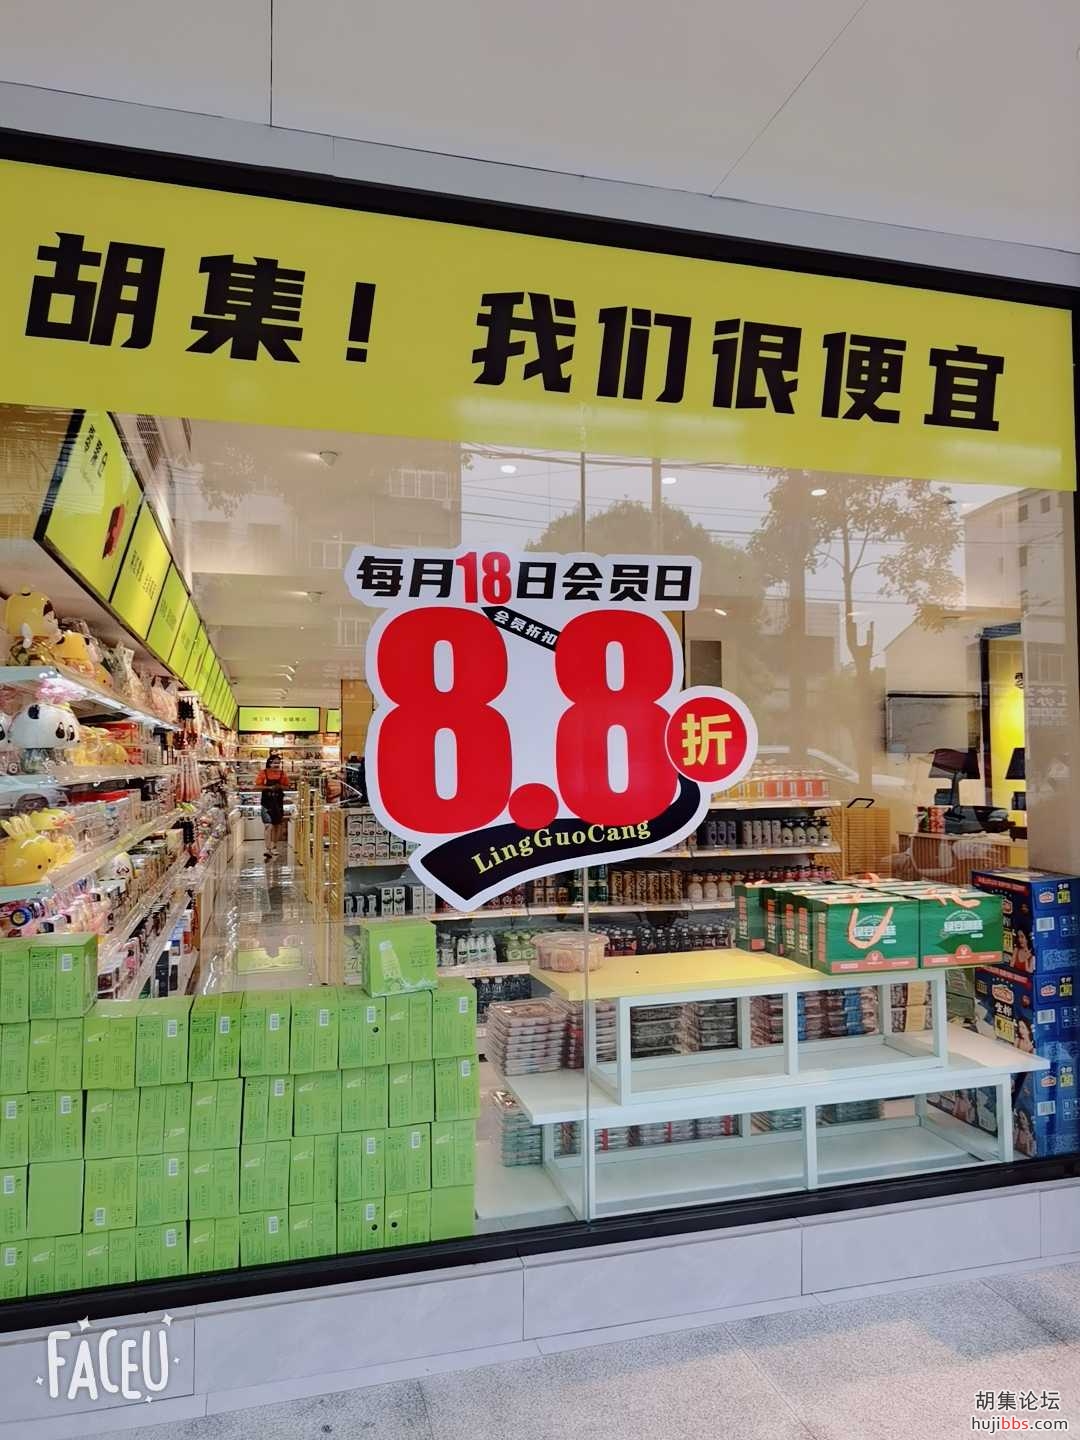 胡集！我们很便宜
每月18日会员日
会员折扣
8.8
折
LingGuoCang
FACEU
胡集论坛
hujibbs.com